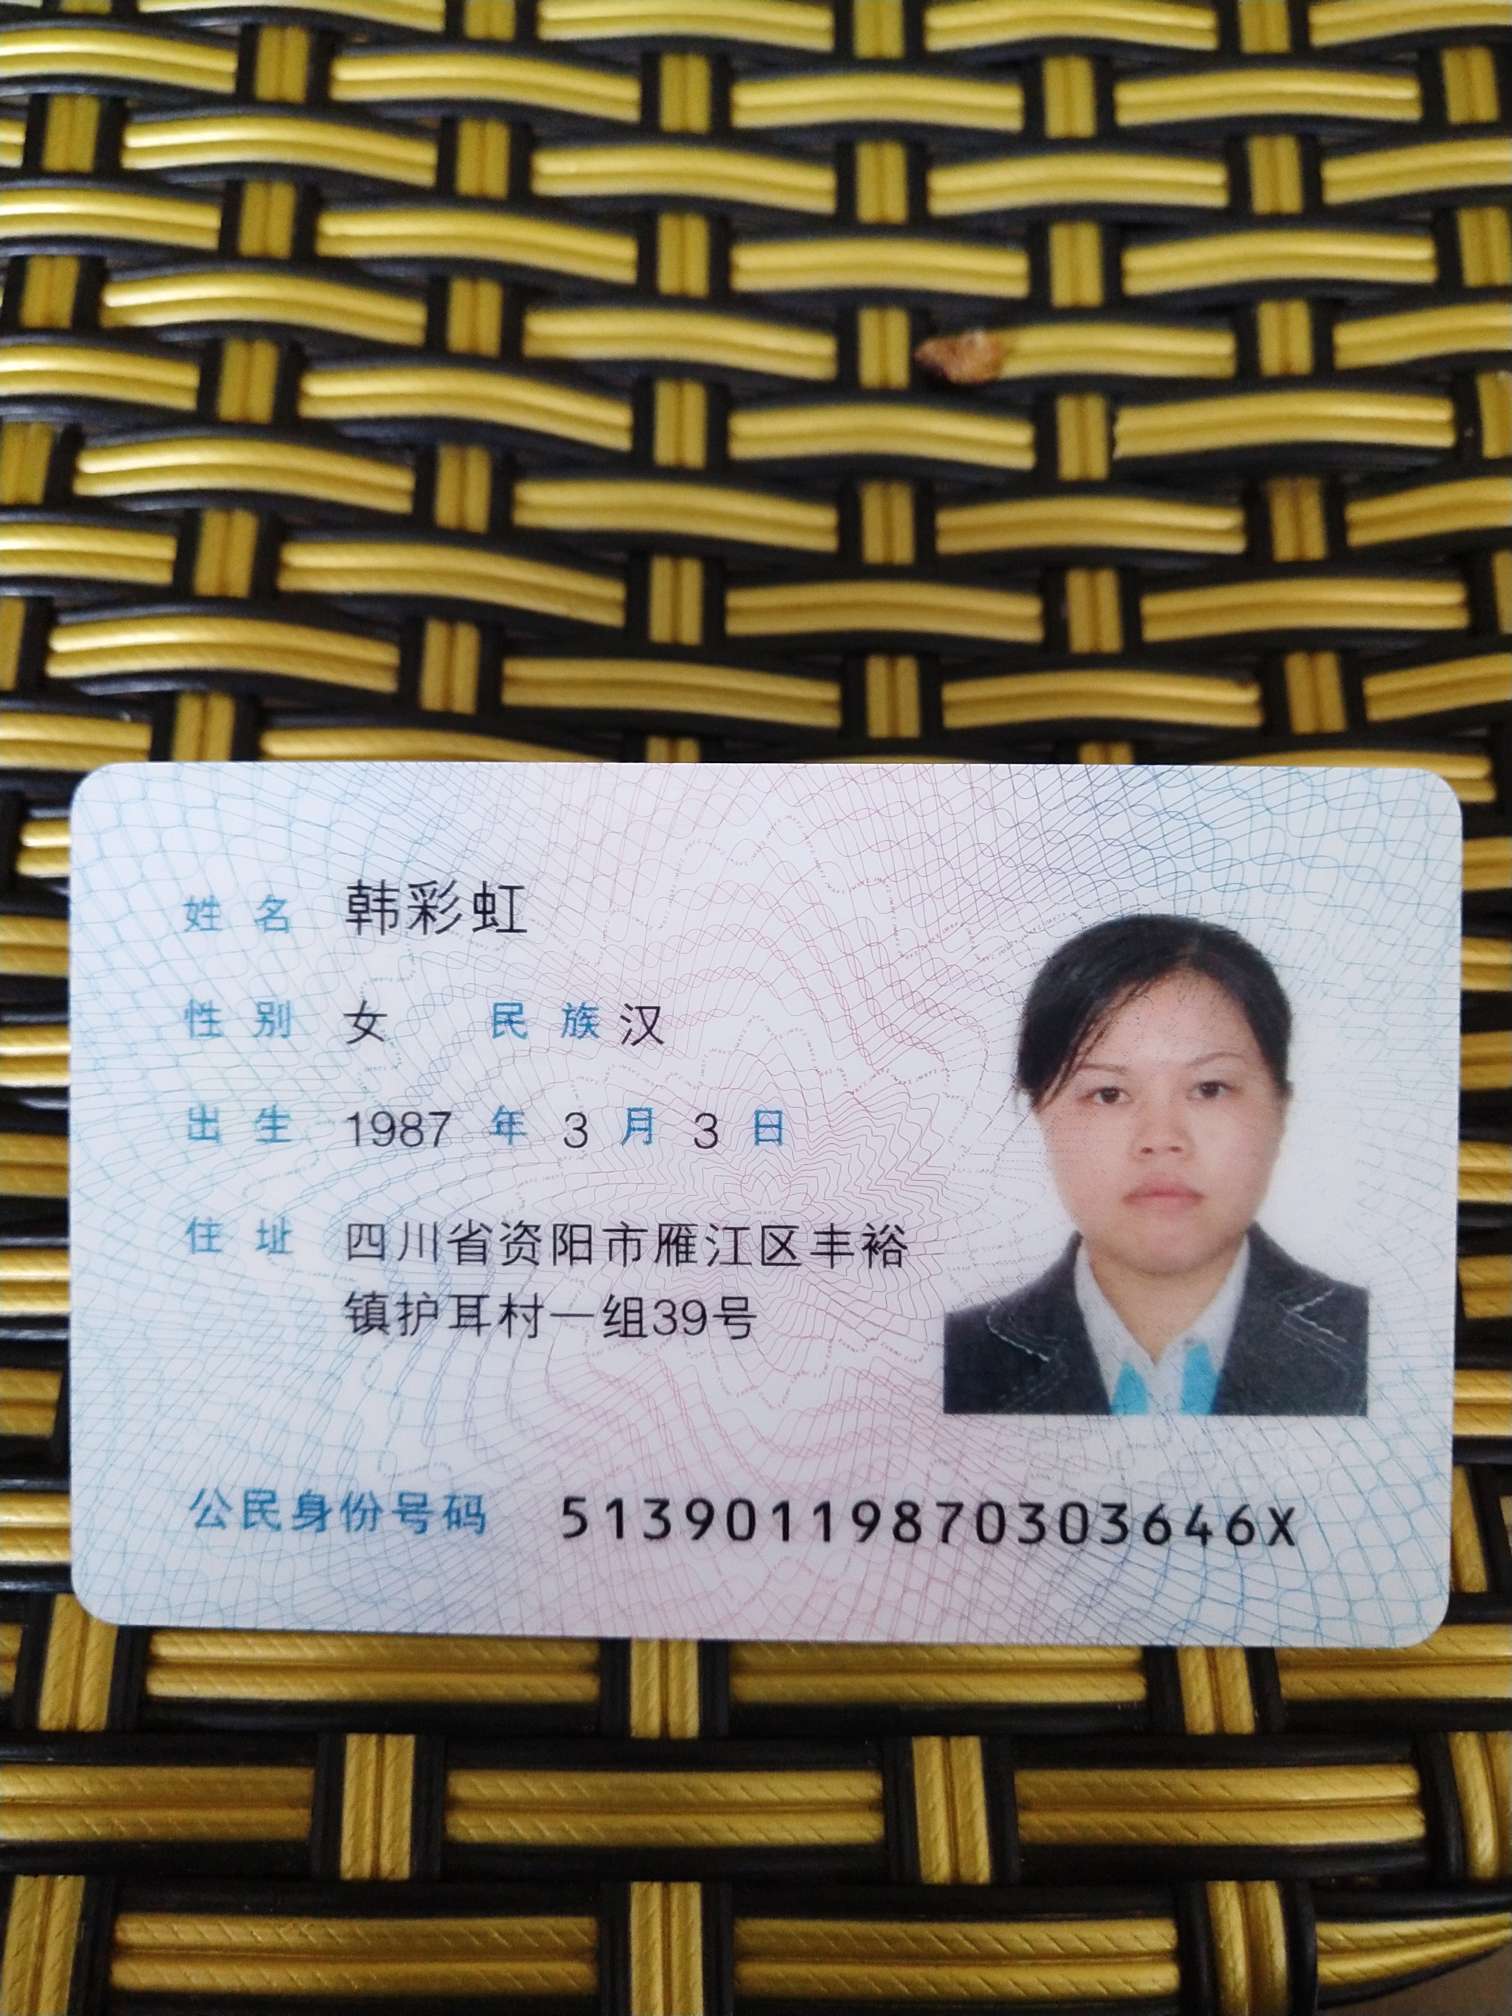 姓名 韩彩虹
性别 女 民族 汉
出生 1987 年 3 月 3 日
住址 四川省资阳市雁江区丰裕
镇护耳村一组39号
公民身份号码 51390119870303646X